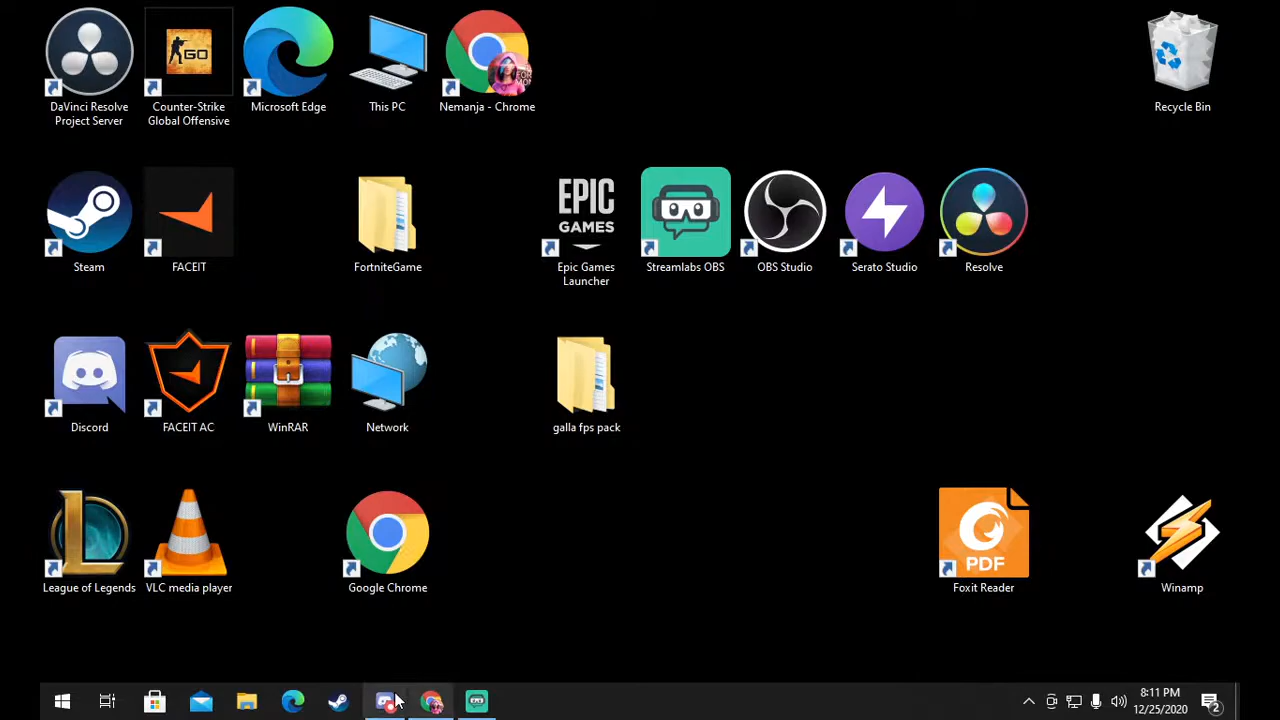 DaVinci Resolve
Project Server
GO
Counter-Strike
Global Offensive
Microsoft Edge
This PC
Nemanja - Chrome
Recycle Bin
Steam
FACEIT
FortniteGame
EPIC
GAMES
Epic Games
Launcher
Streamlabs OBS
OBS Studio
Serato Studio
Resolve
Discord
FACEIT AC
WinRAR
Network
galla fps pack
League of Legends
VLC media player
Google Chrome
PDF
Foxit Reader
Winamp
8:11 PM
12/25/2020
2